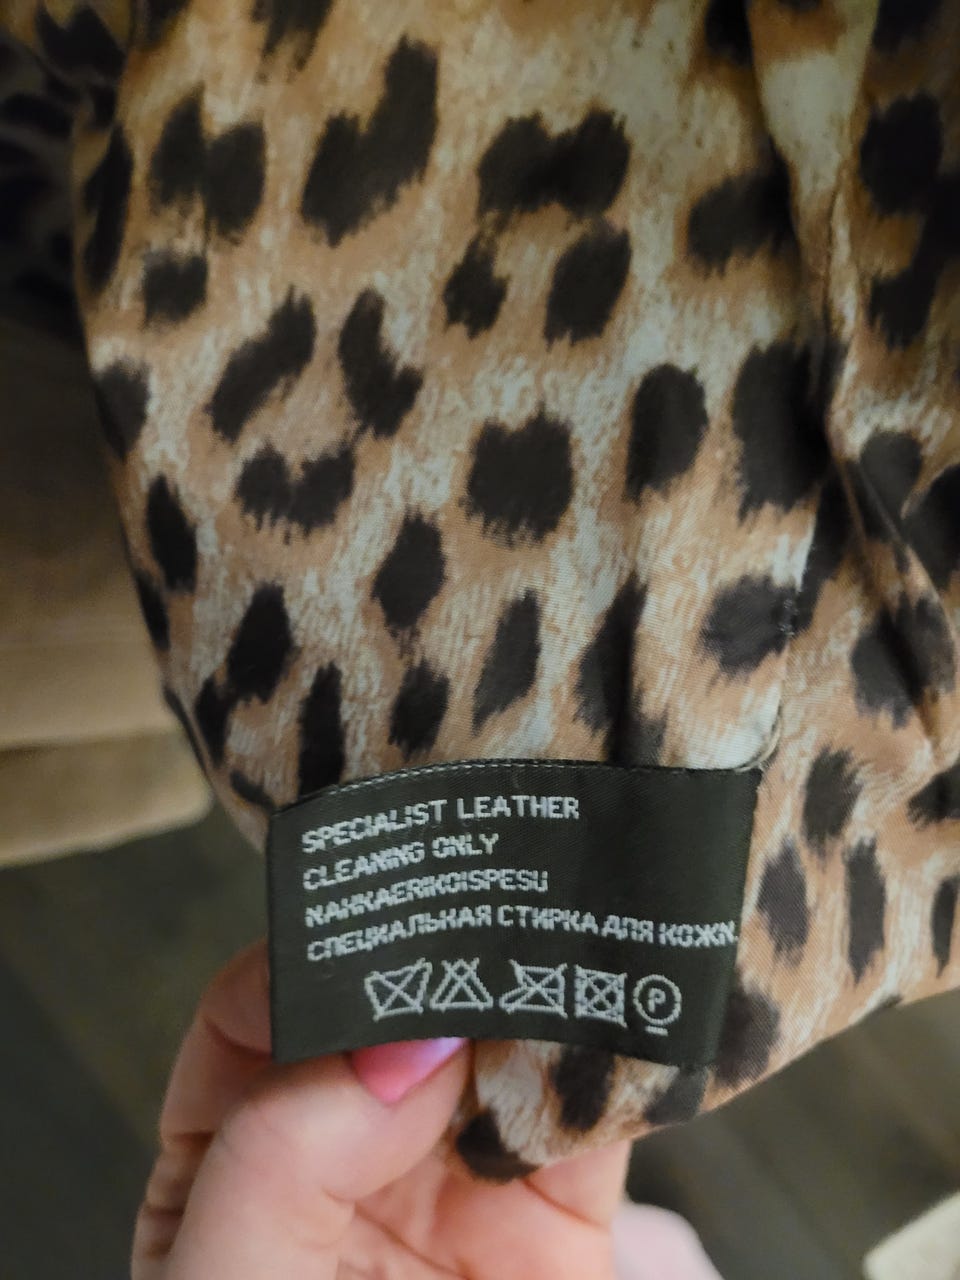 SPECIALIST LEATHER
CLEANING ONLY
NAHKAERIKOISPESU
СПЕЦИАЛЬНАЯ СТИРКА ДЛЯ КОЖИ.
P